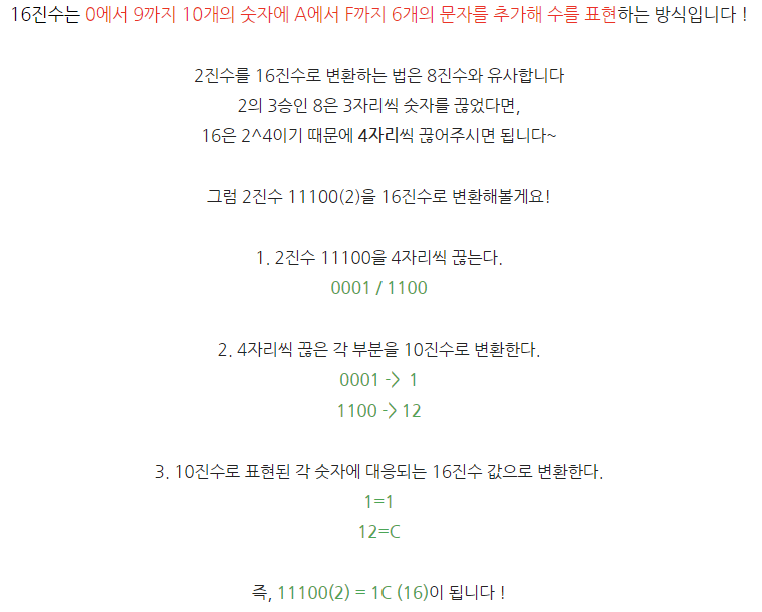 16진수는 0에서 9까지 10개의 숫자에 A에서 F까지 6개의 문자를 추가해 수를 표현하는 방식입니다 !
2진수를 16진수로 변환하는 법은 8진수와 유사합니다
2의 3승인 8은 3자리씩 숫자를 끊었다면,
16은 2^4이기 때문에 4자리씩 끊어주시면 됩니다~
그럼 2진수 11100(2)을 16진수로 변환해볼게요!
1. 2진수 11100을 4자리씩 끊는다.
0001 / 1100
2. 4자리씩 끊은 각 부분을 10진수로 변환한다.
0001 -> 1
1100 -> 12
3. 10진수로 표현된 각 숫자에 대응되는 16진수 값으로 변환한다.
1=1
12=C
즉, 11100(2) = 1C (16)이 됩니다 !